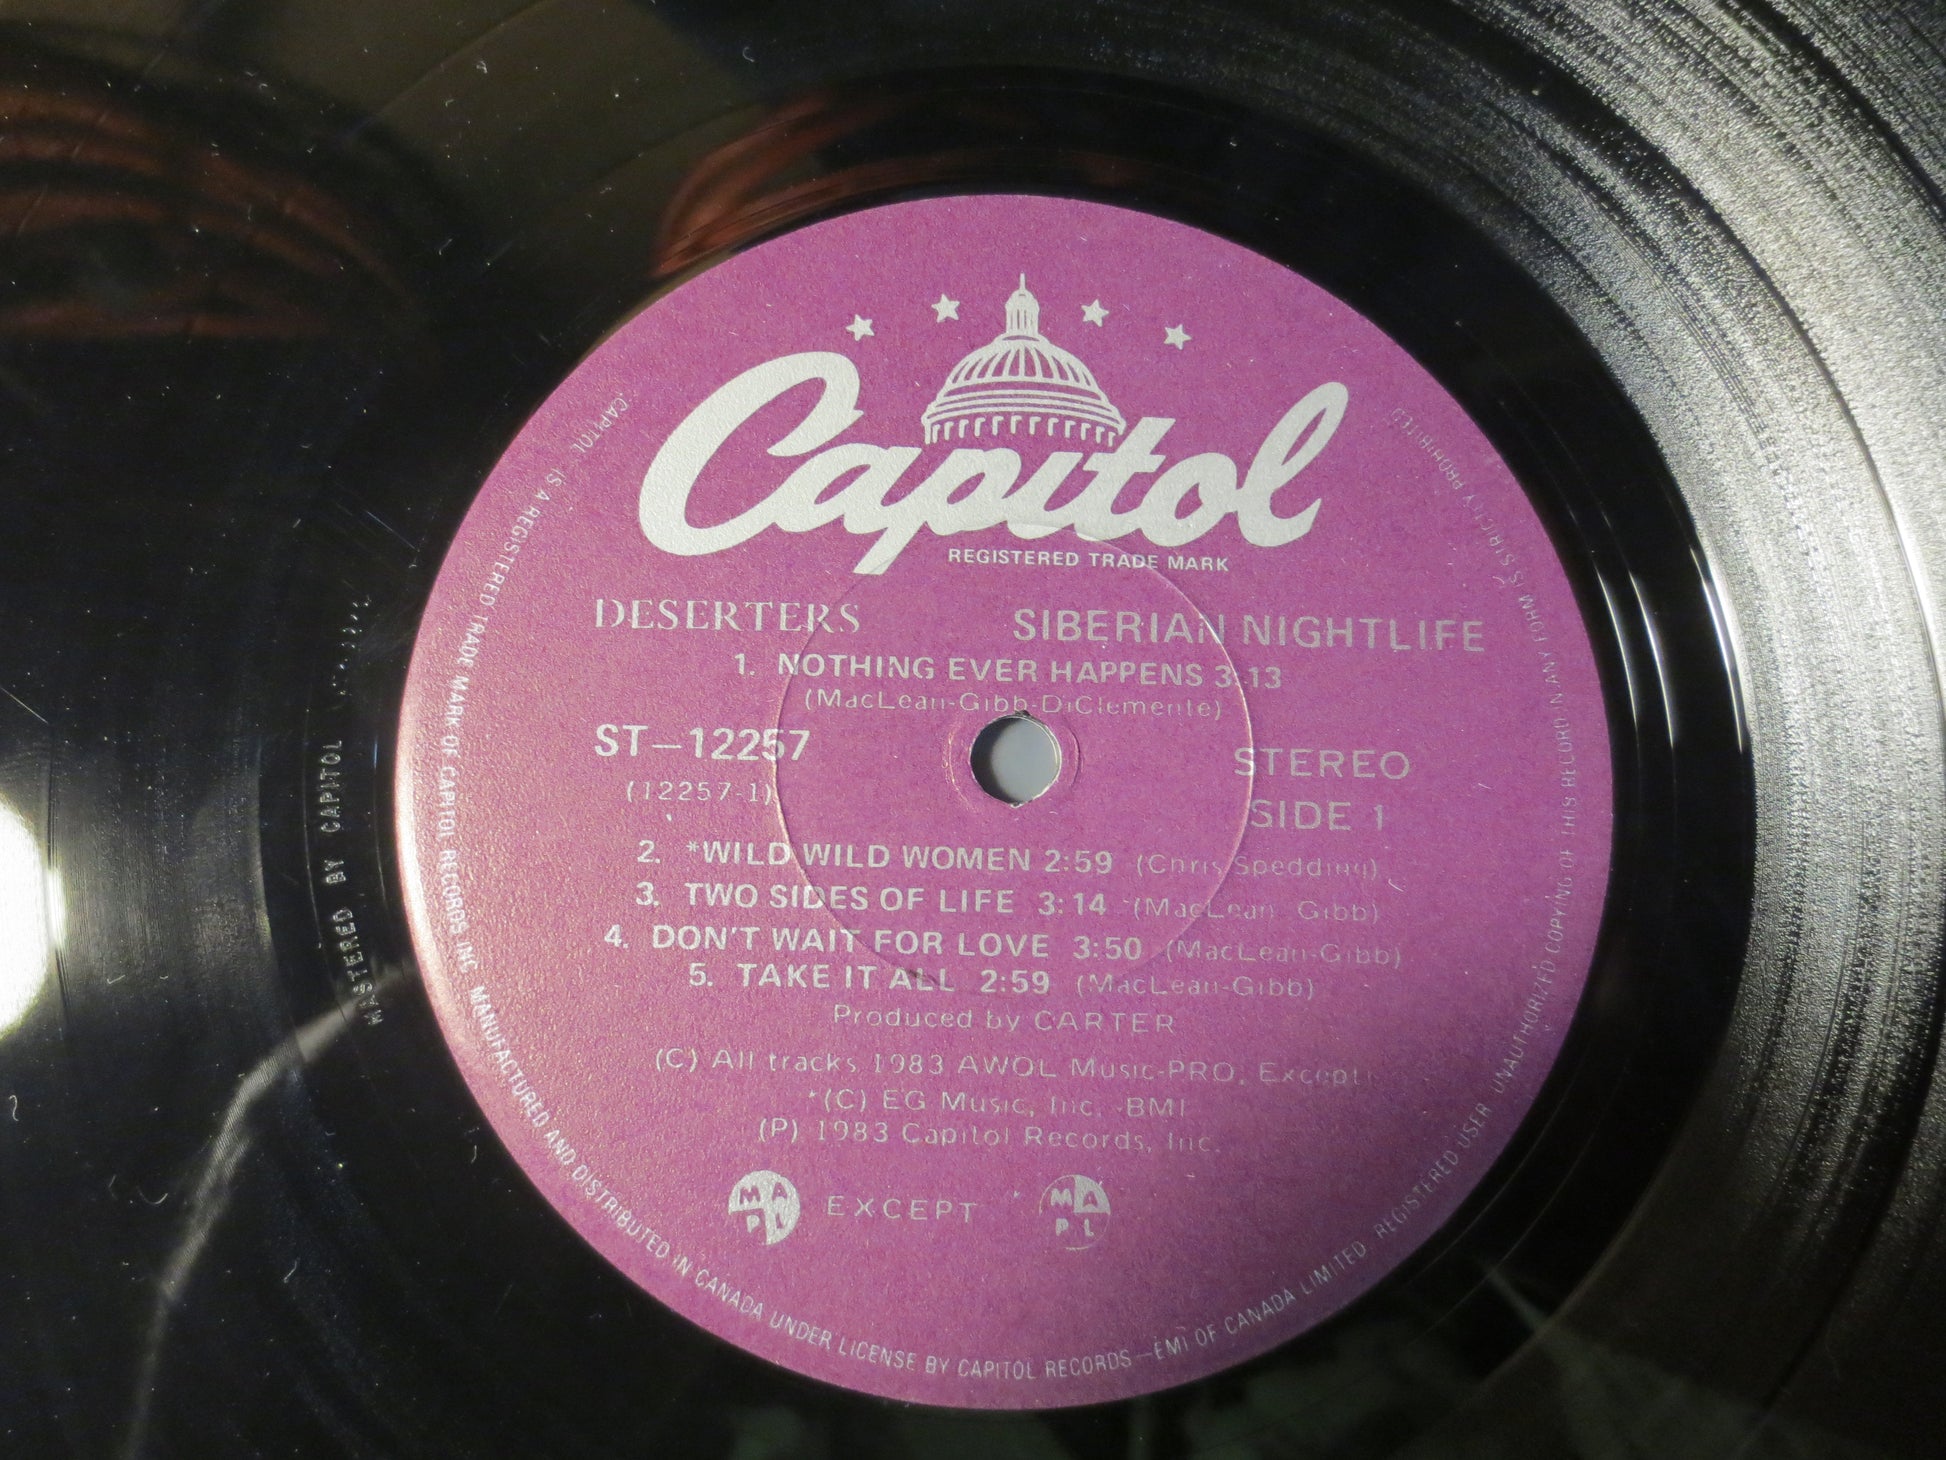 Capitol
REGISTERED TRADE MARK
DESERTERS
SIBERIAN NIGHTLIFE
1. NOTHING EVER HAPPENS 3:13
(MacLean-Gibb-DiClemente)
ST-12257
STEREO
(12257-1)
SIDE 1
2. *WILD WILD WOMEN 2:59 (Chris Spedding)
3. TWO SIDES OF LIFE 3:14 (MacLean-Gibb)
4. DON'T WAIT FOR LOVE 3:50 (MacLean-Gibb)
5. TAKE IT ALL 2:59 (MacLean-Gibb)
Produced by CARTER
(C) All tracks 1983 AWOL Music-PRO, Except:
*(C) EG Music, Inc. -BMI
(P) 1983 Capitol Records, Inc.
MAPL EXCEPT * MAPL
CAPITOL IS A REGISTERED TRADE MARK OF CAPITOL RECORDS INC. MANUFACTURED AND DISTRIBUTED IN CANADA UNDER LICENSE BY CAPITOL RECORDS-EMI OF CANADA LIMITED REGISTERED USER. UNAUTHORIZED COPYING OF THIS RECORD IN ANY FORM IS STRICTLY PROHIBITED
MASTERED BY CAPITOL